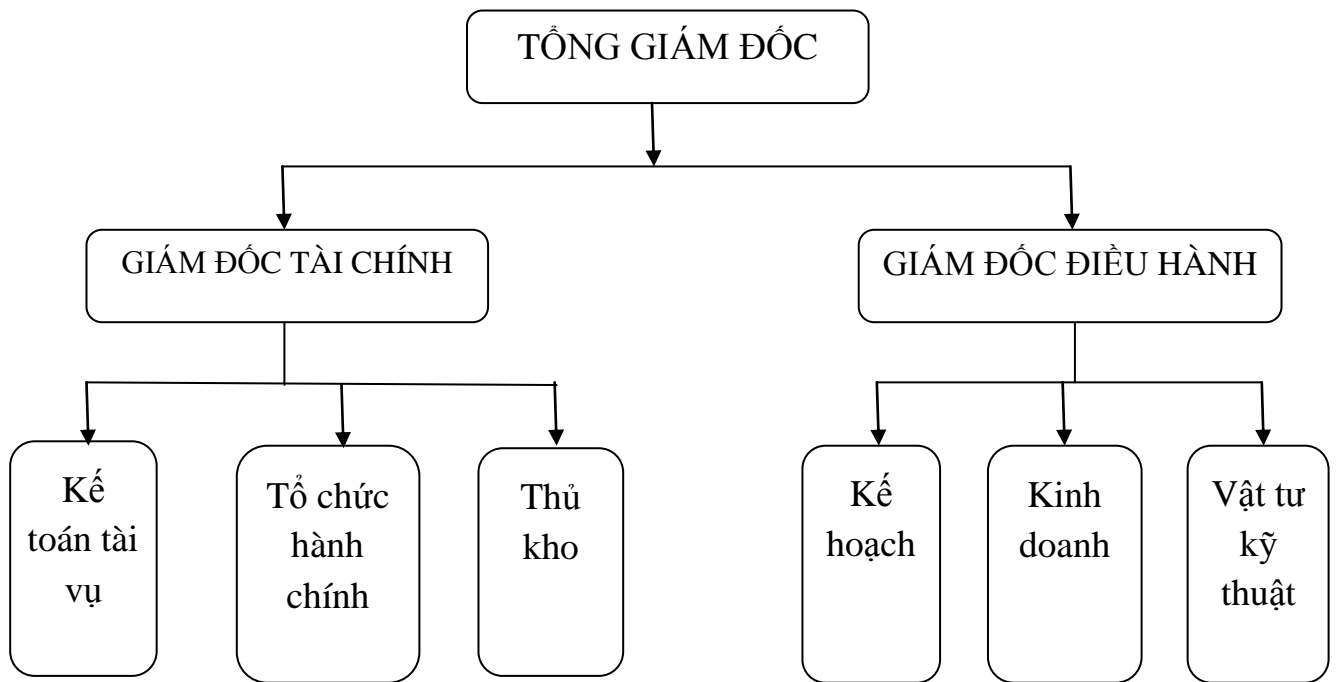 TỔNG GIÁM ĐỐC
GIÁM ĐỐC TÀI CHÍNH
GIÁM ĐỐC ĐIỀU HÀNH
Kế
toán tài
vụ
Tổ chức
hành
chính
Thủ
kho
Kế
hoạch
Kinh
doanh
Vật tư
kỹ
thuật